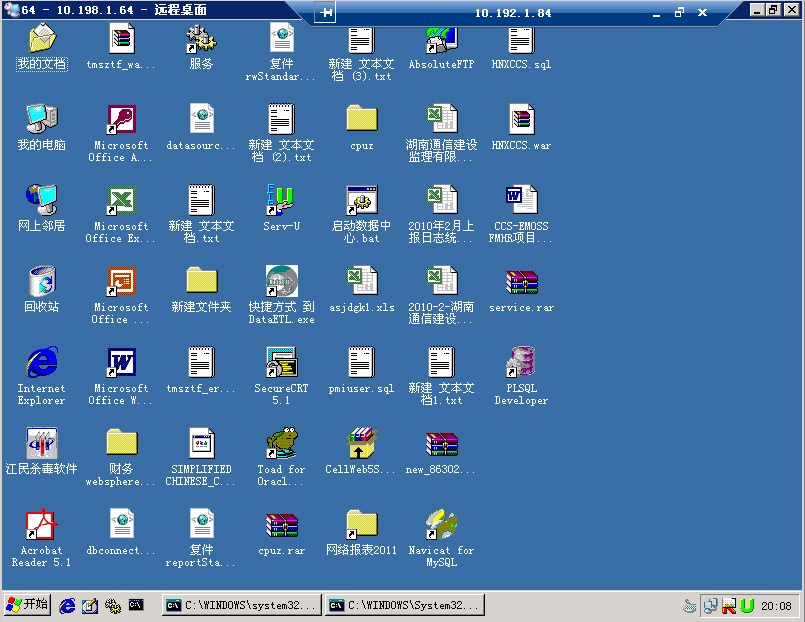 64 - 10.198.1.64 - 远程桌面
10.192.1.84
我的文档
tmsztf_wa...
服务
复件
rwStandar...
新建 文本文
档 (3).txt
AbsoluteFTP
HNXCCS.sql
我的电脑
Microsoft
Office A...
datasourc...
新建 文本文
档 (2).txt
cpuz
湖南通信建设
监理有限...
HNXCCS.war
网上邻居
Microsoft
Office Ex...
新建 文本文
档.txt
Serv-U
启动数据中
心.bat
2010年2月上
报日志统...
CCS-EMOSS
FMHR项目...
回收站
Microsoft
Office ...
新建文件夹
快捷方式 到
DataETL.exe
asjdgk1.xls
2010-2-湖南
通信建设...
service.rar
Internet
Explorer
Microsoft
Office W...
tmsztf_er...
SecureCRT
5.1
pmiuser.sql
新建 文本文
档1.txt
PLSQL
Developer
江民杀毒软件
财务
websphere...
SIMPLIFIED
CHINESE_C...
Toad for
Oracl...
CellWeb5S...
new_86302...
Acrobat
Reader 5.1
dbconnect...
复件
reportSta...
cpuz.rar
网络报表2011
Navicat for
MySQL
开始
C:\WINDOWS\system32...
C:\WINDOWS\System32...
20:08